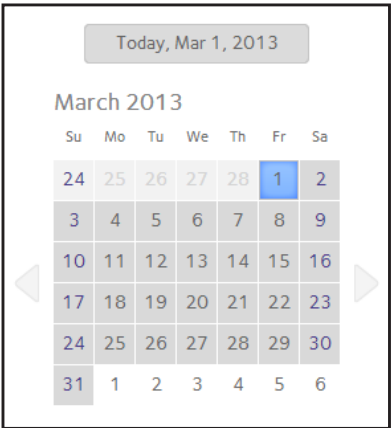 Today, Mar 1, 2013
March 2013
Su Mo Tu We Th Fr Sa
24 25 26 27 28 1 2
3 4 5 6 7 8 9
10 11 12 13 14 15 16
17 18 19 20 21 22 23
24 25 26 27 28 29 30
31 1 2 3 4 5 6